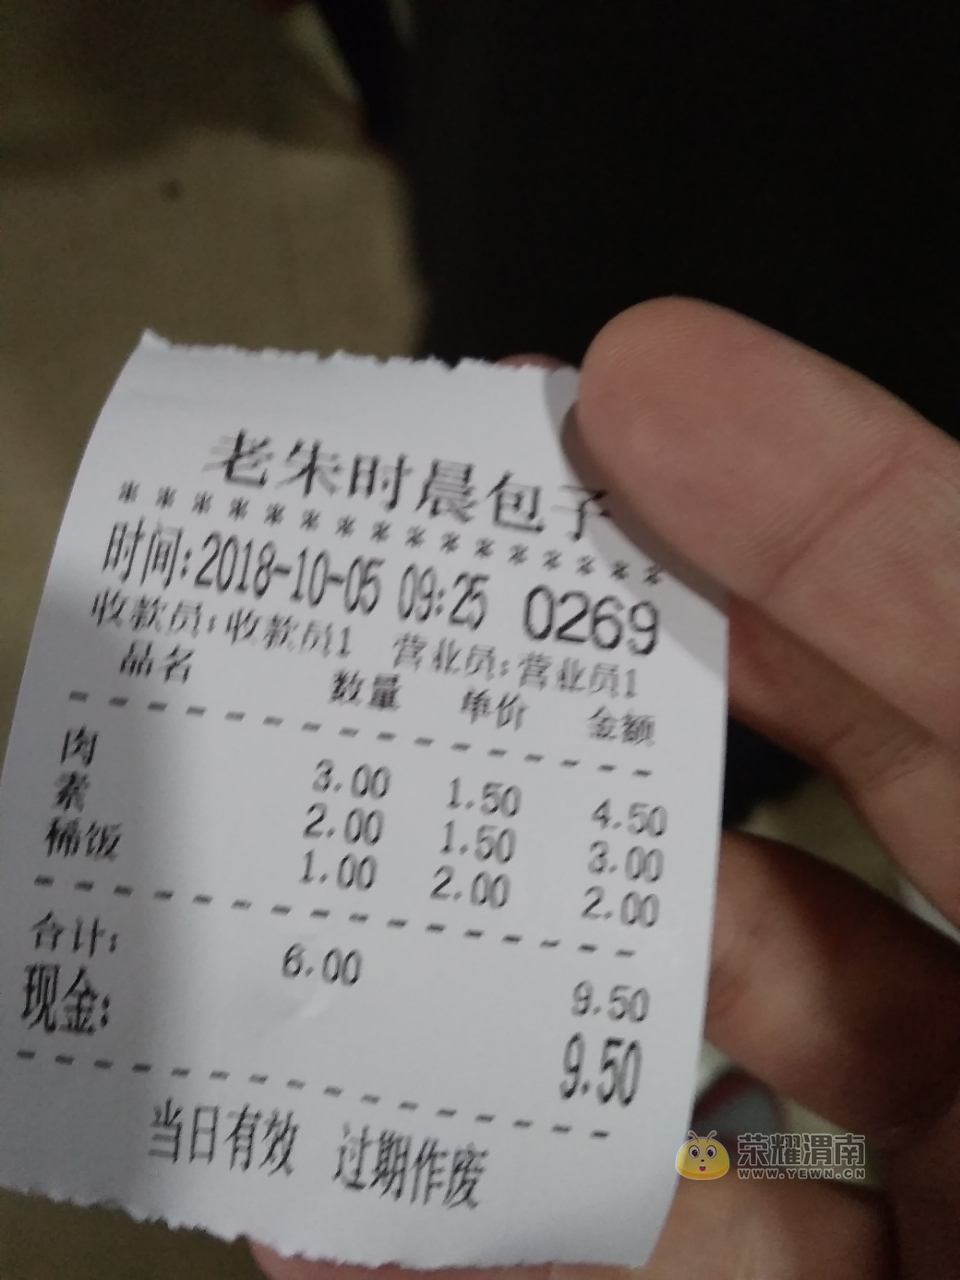 老朱时晨包子
* * * * * * * * * * * * * * *
时间:2018-10-05 09:25 0269
收款员:收款员1 营业员:营业员1
品名 数量 单价 金额
肉 3.00 1.50 4.50
素 2.00 1.50 3.00
稀饭 1.00 2.00 2.00
合计: 6.00 9.50
现金: 9.50
当日有效 过期作废
荣耀渭南
WWW.YEWN.CN